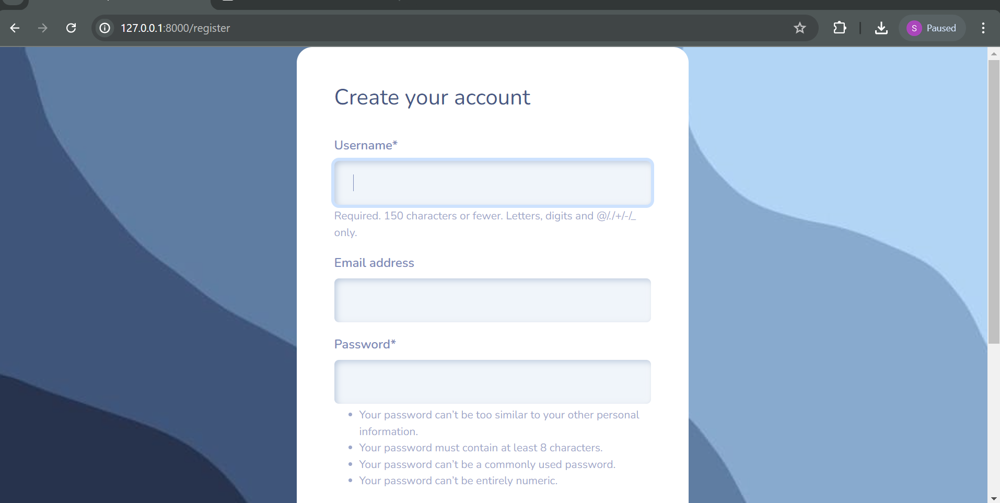 127.0.0.1:8000/register
S Paused
Create your account
Username*
Required. 150 characters or fewer. Letters, digits and @/./+/-/_
only.
Email address
Password*
• Your password can’t be too similar to your other personal
information.
• Your password must contain at least 8 characters.
• Your password can’t be a commonly used password.
• Your password can’t be entirely numeric.